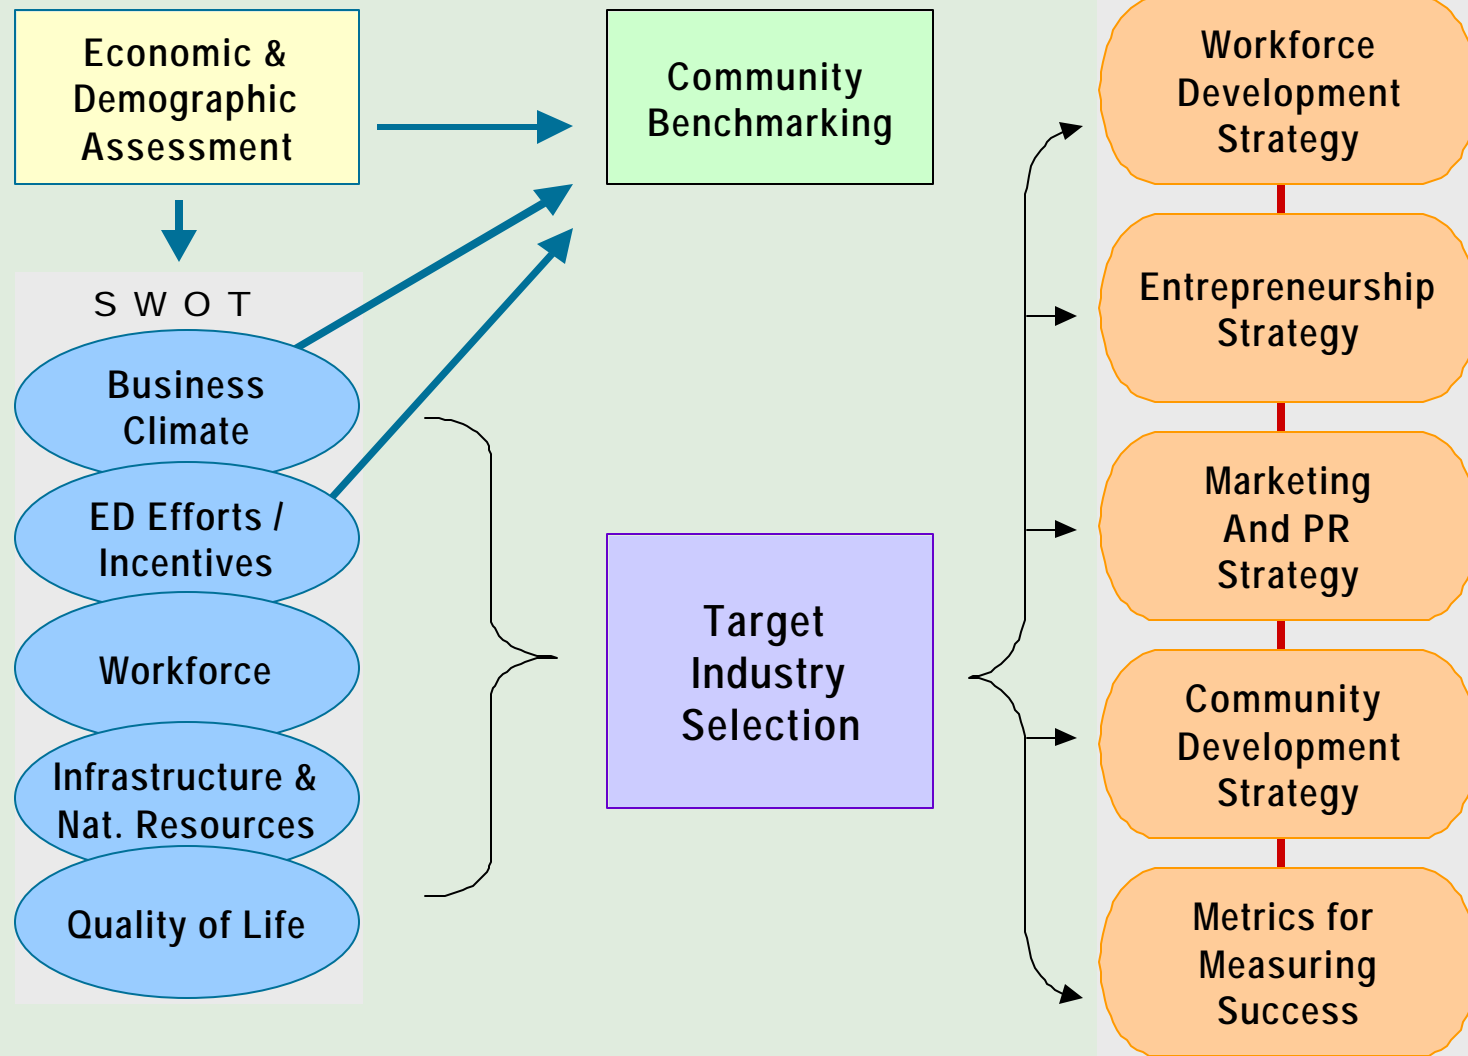 Economic &
Demographic
Assessment
S W O T
Business
Climate
ED Efforts /
Incentives
Workforce
Infrastructure &
Nat. Resources
Quality of Life
Community
Benchmarking
Target
Industry
Selection
Workforce
Development
Strategy
Entrepreneurship
Strategy
Marketing
And PR
Strategy
Community
Development
Strategy
Metrics for
Measuring
Success